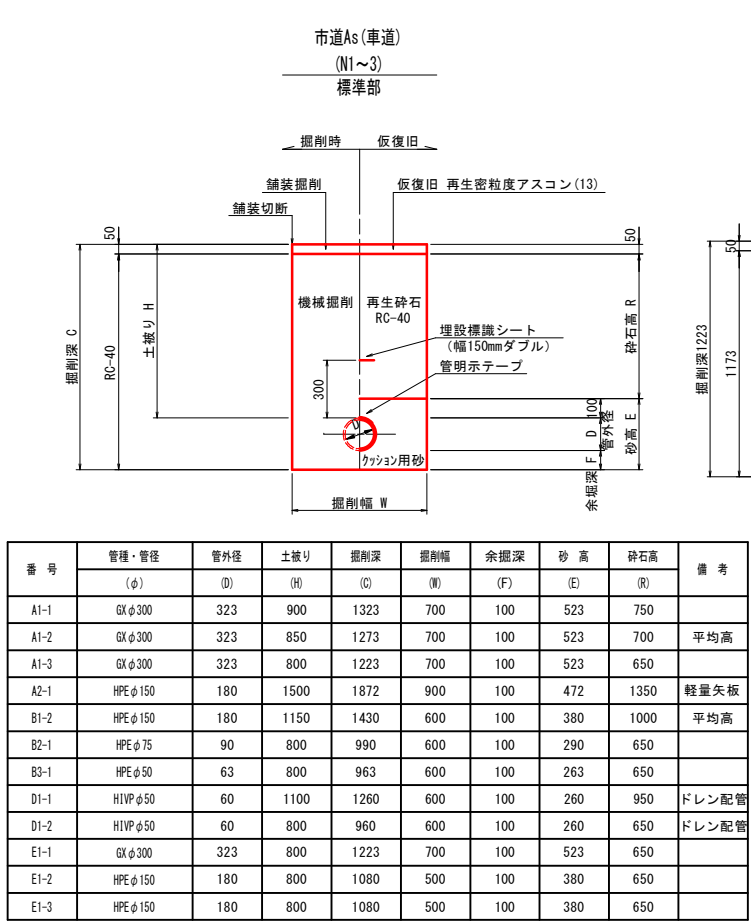 市道As(車道)
(N1～3)
標準部
掘削時 仮復旧
舗装掘削 仮復旧 再生密粒度アスコン(13)
舗装切断
50 50 50
機械掘削 再生砕石
RC-40
埋設標識シート
(幅150mmダブル)
管明示テープ
掘削深 C
RC-40
土被り H
300
D
クッション用砂
砕石高 R
100
管外径 D
砂高 E
余堀深 F
掘削深1223
1173
掘削幅 W
番 号 管種・管径 管外径 土被り 掘削深 掘削幅 余掘深 砂 高 砕石高 備 考
(φ) (D) (H) (C) (W) (F) (E) (R)
A1-1 GXφ300 323 900 1323 700 100 523 750
A1-2 GXφ300 323 850 1273 700 100 523 700 平均高
A1-3 GXφ300 323 800 1223 700 100 523 650
A2-1 HPEφ150 180 1500 1872 900 100 472 1350 軽量矢板
B1-2 HPEφ150 180 1150 1430 600 100 380 1000 平均高
B2-1 HPEφ75 90 800 990 600 100 290 650
B3-1 HPEφ50 63 800 963 600 100 263 650
D1-1 HIVPφ50 60 1100 1260 600 100 260 950 ドレン配管
D1-2 HIVPφ50 60 800 960 600 100 260 650 ドレン配管
E1-1 GXφ300 323 800 1223 700 100 523 650
E1-2 HPEφ150 180 800 1080 500 100 380 650
E1-3 HPEφ150 180 800 1080 500 100 380 650